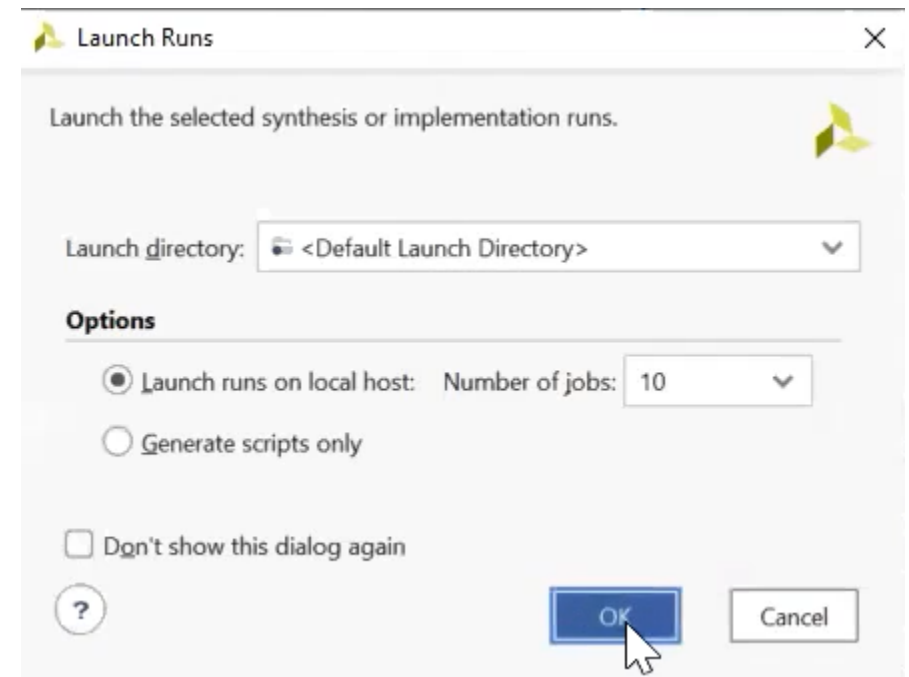 Launch Runs
Launch the selected synthesis or implementation runs.
Launch directory: <Default Launch Directory>
Options
Launch runs on local host: Number of jobs: 10
Generate scripts only
Don't show this dialog again
? OK Cancel